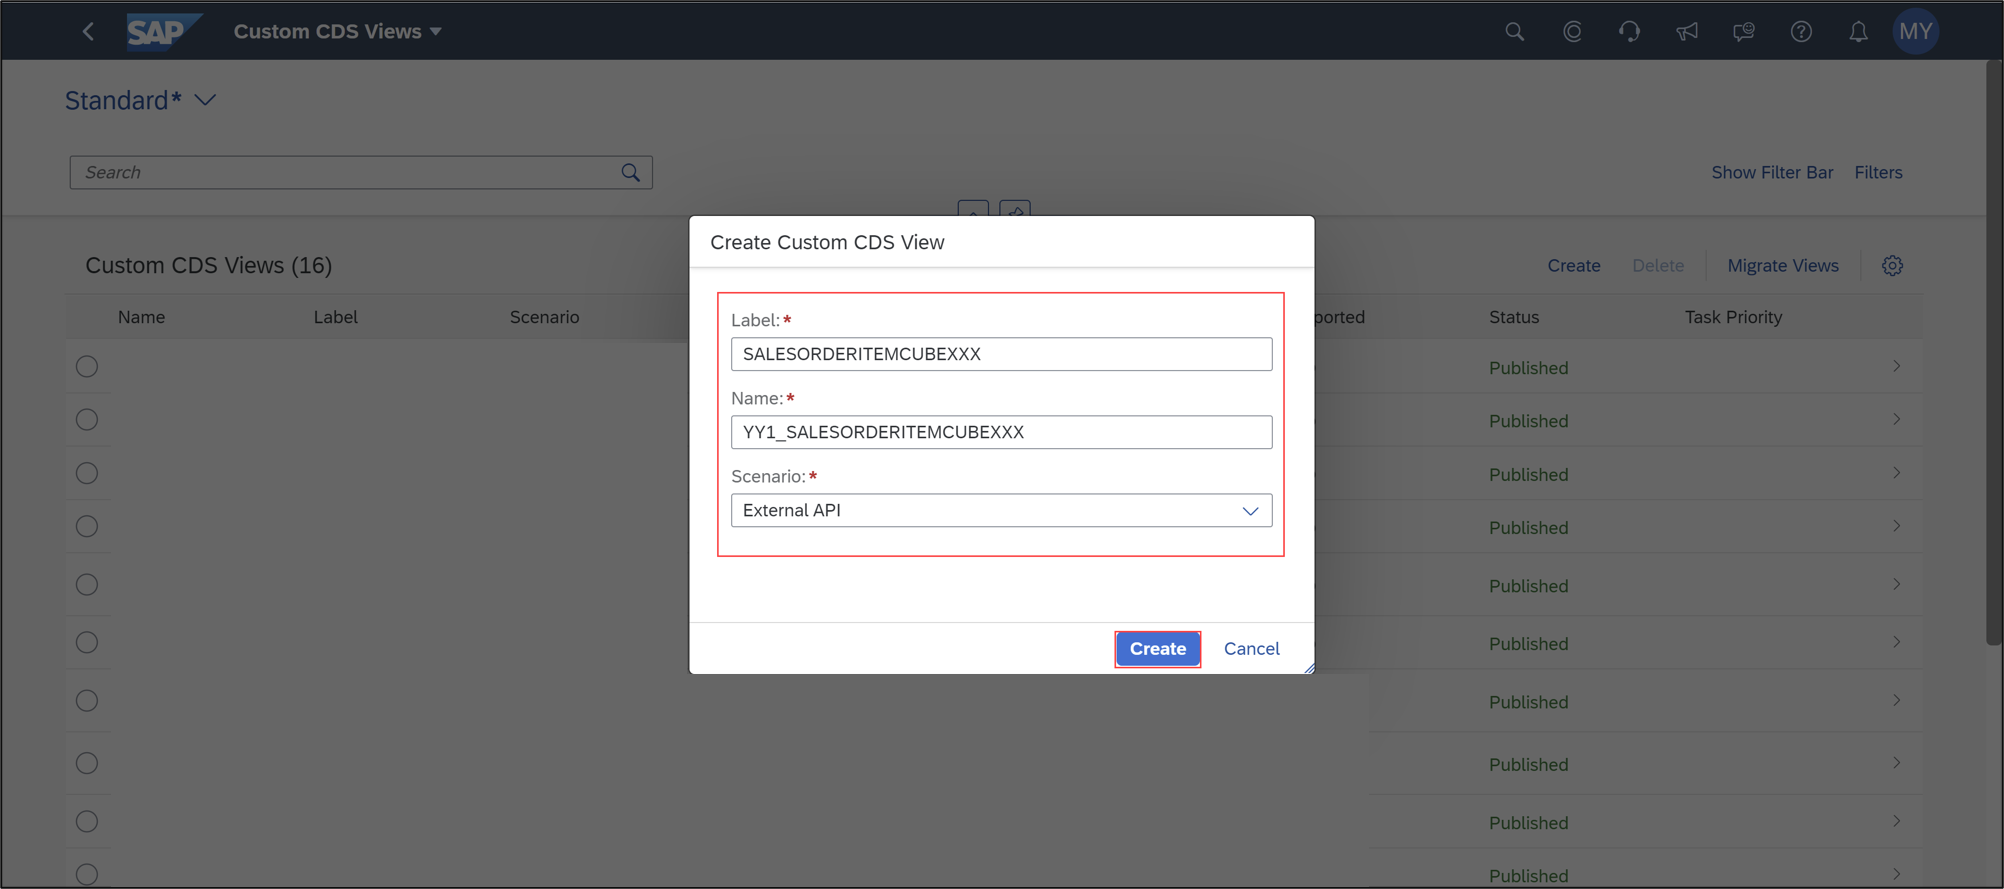 SAP Custom CDS Views MY
Standard*
Search Show Filter Bar Filters
Custom CDS Views (16) Create Delete Migrate Views
Name Label Scenario ported Status Task Priority
Create Custom CDS View
Label:*
SALESORDERITEMCUBEXXX
Name:*
YY1_SALESORDERITEMCUBEXXX
Scenario:*
External API
Create Cancel
Published
Published
Published
Published
Published
Published
Published
Published
Published
Published